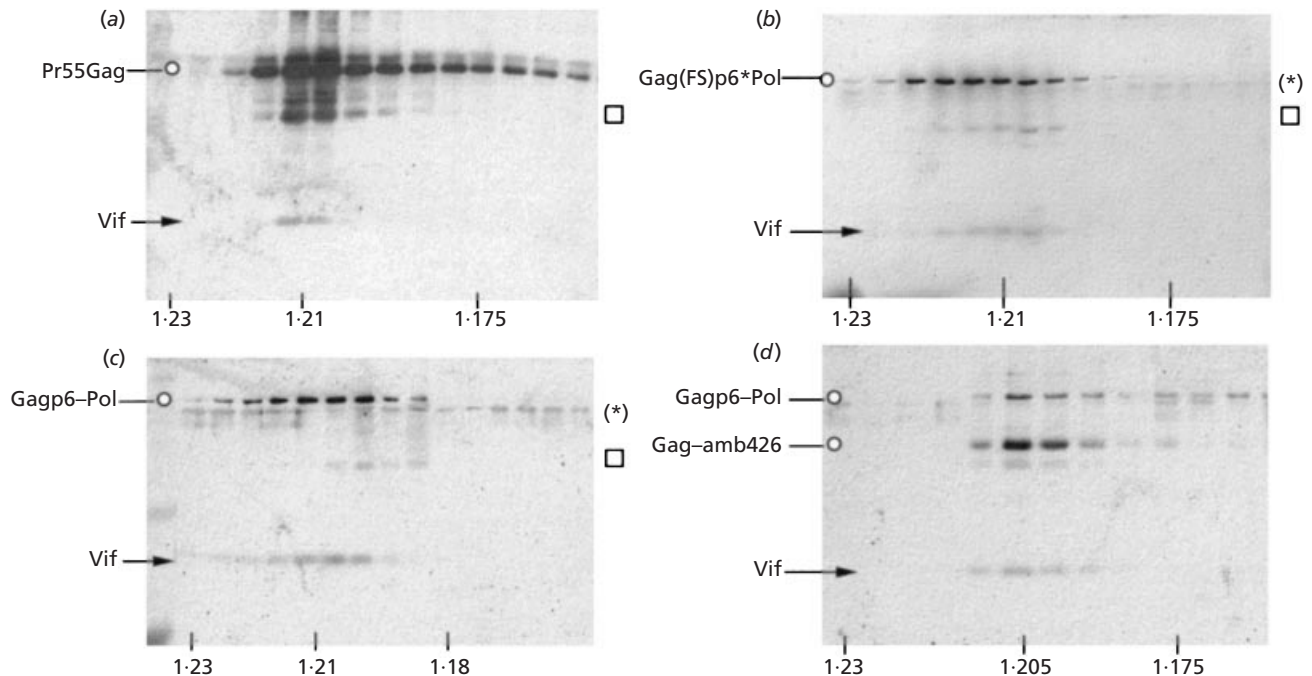 (a)
Pr55Gag
Vif
1·23 1·21 1·175
(b)
Gag(FS)p6*Pol
(*)
Vif
1·23 1·21 1·175
(c)
Gagp6–Pol
(*)
Vif
1·23 1·21 1·18
(d)
Gagp6–Pol
Gag–amb426
Vif
1·23 1·205 1·175